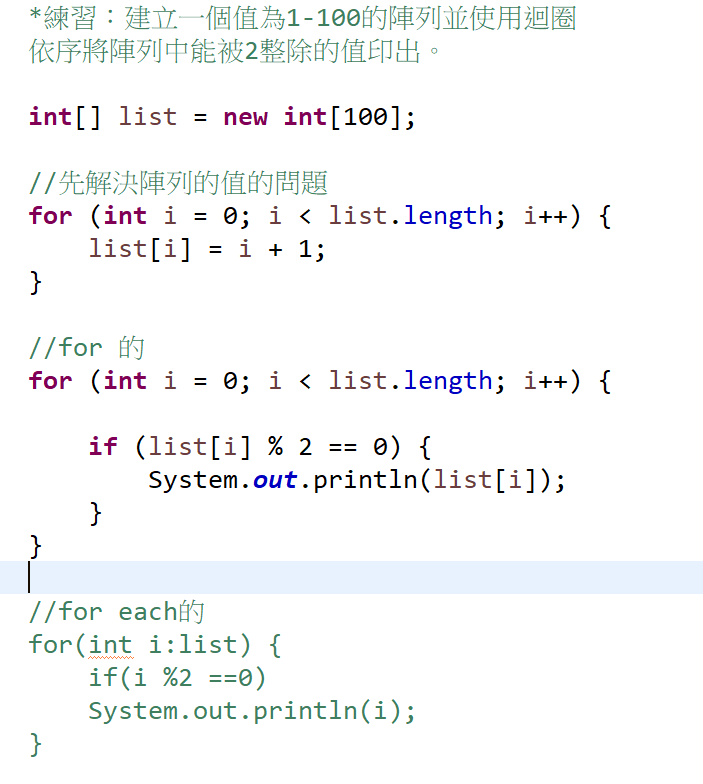 *練習：建立一個值為1-100的陣列並使用迴圈
依序將陣列中能被2整除的值印出。
int[] list = new int[100];
//先解決陣列的值的問題
for (int i = 0; i < list.length; i++) {
    list[i] = i + 1;
}
//for 的
for (int i = 0; i < list.length; i++) {
    if (list[i] % 2 == 0) {
        System.out.println(list[i]);
    }
}
//for each的
for(int i:list) {
    if(i %2 ==0)
    System.out.println(i);
}